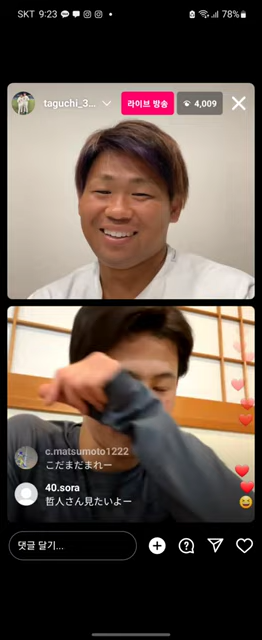 SKT 9:23
78%
taguchi_3...
라이브 방송
4,009
c.matsumoto1222
こだまだまれー
40.sora
哲人さん見たいよー
댓글 달기...